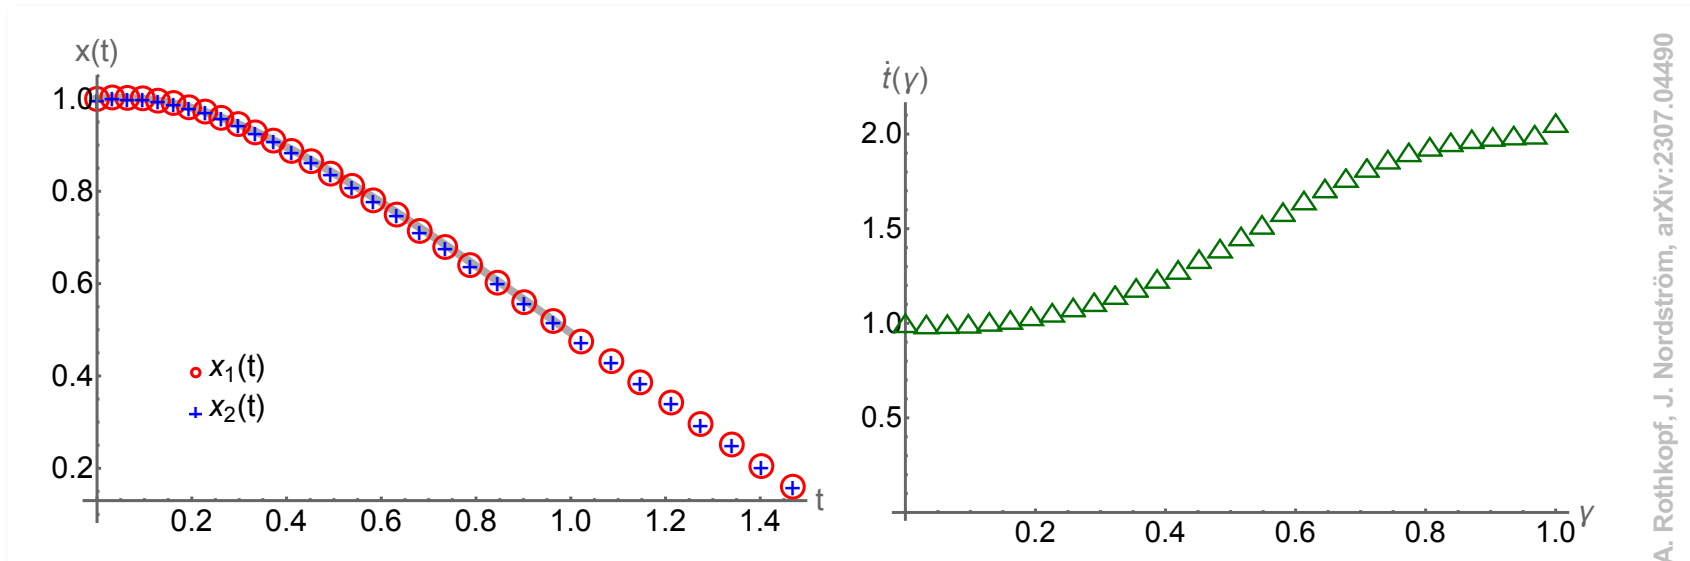 x(t)
1.0
0.8
0.6
0.4
0.2
x₁(t)
x₂(t)
0.2 0.4 0.6 0.8 1.0 1.2 1.4
t
ṫ(γ)
2.0
1.5
1.0
0.5
0.2 0.4 0.6 0.8 1.0
γ
A. Rothkopf, J. Nordström, arXiv:2307.04490